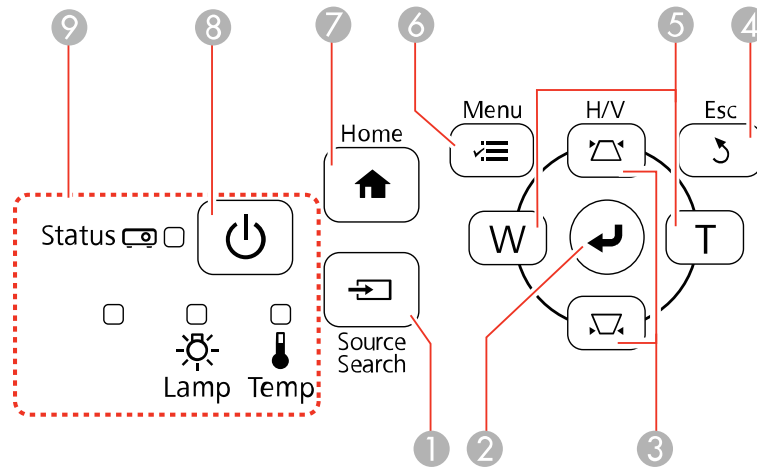 9 8 7 6 5 4
Menu H/V Esc
Home
W T
Status
Source
Search
Lamp Temp
1 2 3